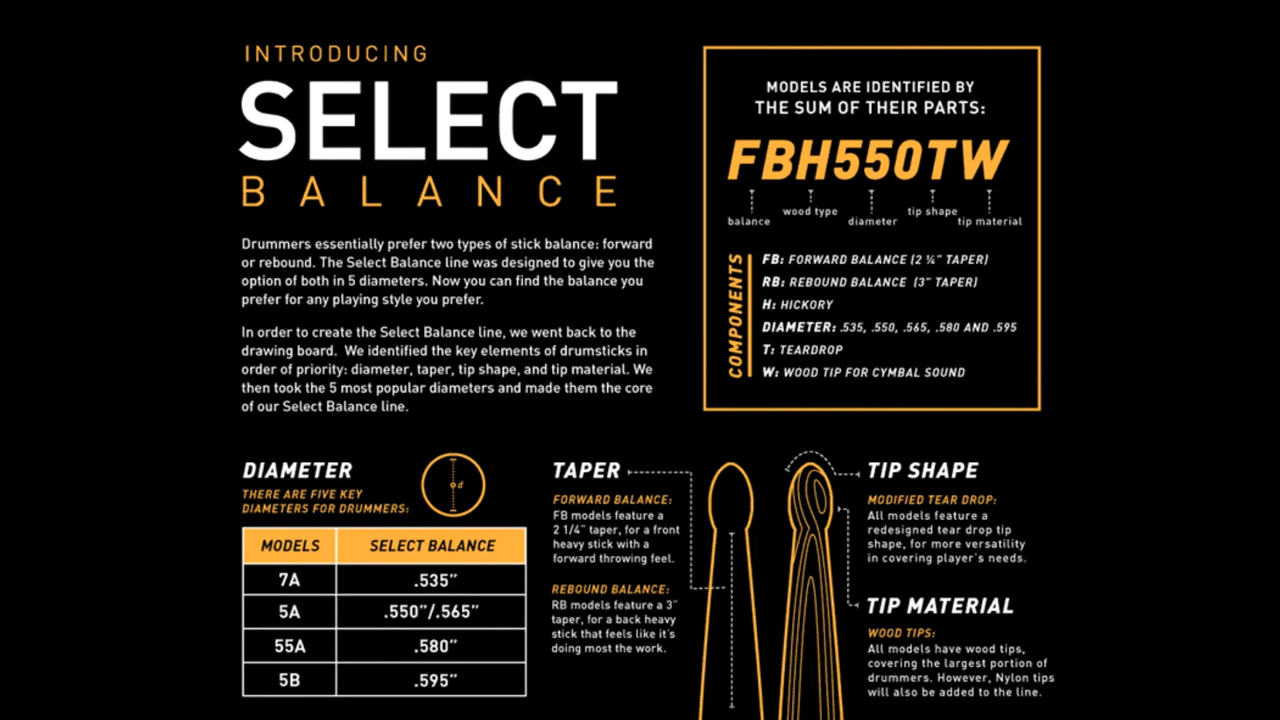 INTRODUCING
SELECT
BALANCE
Drummers essentially prefer two types of stick balance: forward
or rebound. The Select Balance line was designed to give you the
option of both in 5 diameters. Now you can find the balance you
prefer for any playing style you prefer.
In order to create the Select Balance line, we went back to the
drawing board. We identified the key elements of drumsticks in
order of priority: diameter, taper, tip shape, and tip material. We
then took the 5 most popular diameters and made them the core
of our Select Balance line.
MODELS ARE IDENTIFIED BY
THE SUM OF THEIR PARTS:
FBH550TW
balance wood type diameter tip shape tip material
COMPONENTS
FB: FORWARD BALANCE (2 ¼" TAPER)
RB: REBOUND BALANCE (3" TAPER)
H: HICKORY
DIAMETER: .535, .550, .565, .580 AND .595
T: TEARDROP
W: WOOD TIP FOR CYMBAL SOUND
DIAMETER
THERE ARE FIVE KEY
DIAMETERS FOR DRUMMERS:
d
MODELS SELECT BALANCE
7A .535"
5A .550"/.565"
55A .580"
5B .595"
TAPER
FORWARD BALANCE:
FB models feature a
2 1/4" taper, for a front
heavy stick with a
forward throwing feel.
REBOUND BALANCE:
RB models feature a 3"
taper, for a back heavy
stick that feels like it's
doing most the work.
TIP SHAPE
MODIFIED TEAR DROP:
All models feature a
redesigned tear drop tip
shape, for more versatility
in covering player's needs.
TIP MATERIAL
WOOD TIPS:
All models have wood tips,
covering the largest portion of
drummers. However, Nylon tips
will also be added to the line.